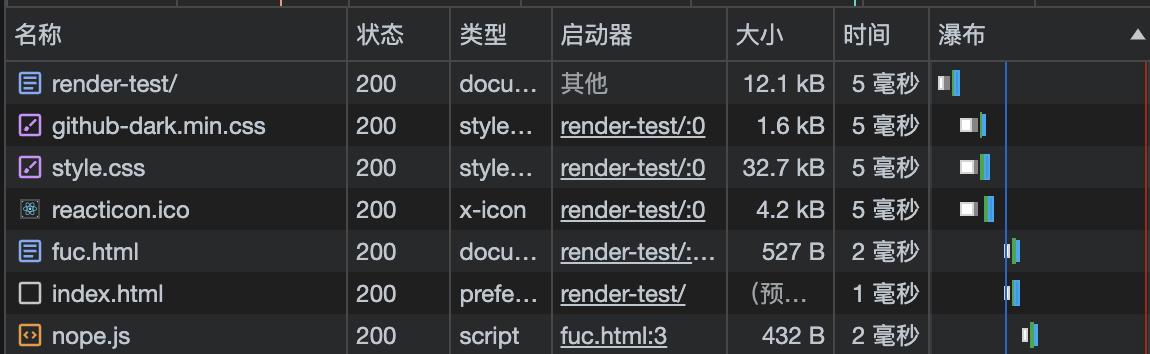 名称 状态 类型 启动器 大小 时间 瀑布
render-test/ 200 docu... 其他 12.1 kB 5 毫秒
github-dark.min.css 200 style... render-test/:0 1.6 kB 5 毫秒
style.css 200 style... render-test/:0 32.7 kB 5 毫秒
reacticon.ico 200 x-icon render-test/:0 4.2 kB 5 毫秒
fuc.html 200 docu... render-test/:... 527 B 2 毫秒
index.html 200 prefe... render-test/ (预... 1 毫秒
nope.js 200 script fuc.html:3 432 B 2 毫秒